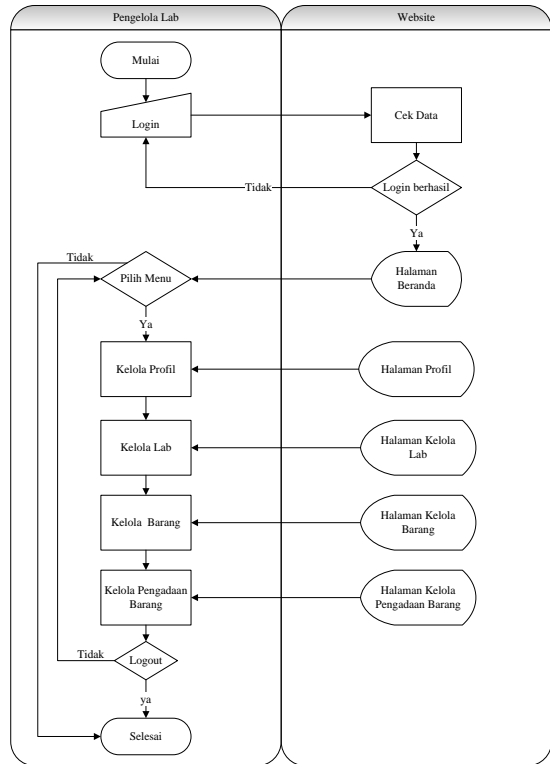 Pengelola Lab
Website
Mulai
Login
Cek Data
Login berhasil
Tidak
Ya
Tidak
Pilih Menu
Halaman
Beranda
Ya
Kelola Profil
Halaman Profil
Kelola Lab
Halaman Kelola
Lab
Kelola Barang
Halaman Kelola
Barang
Kelola Pengadaan
Barang
Halaman Kelola
Pengadaan Barang
Tidak
Logout
ya
Selesai